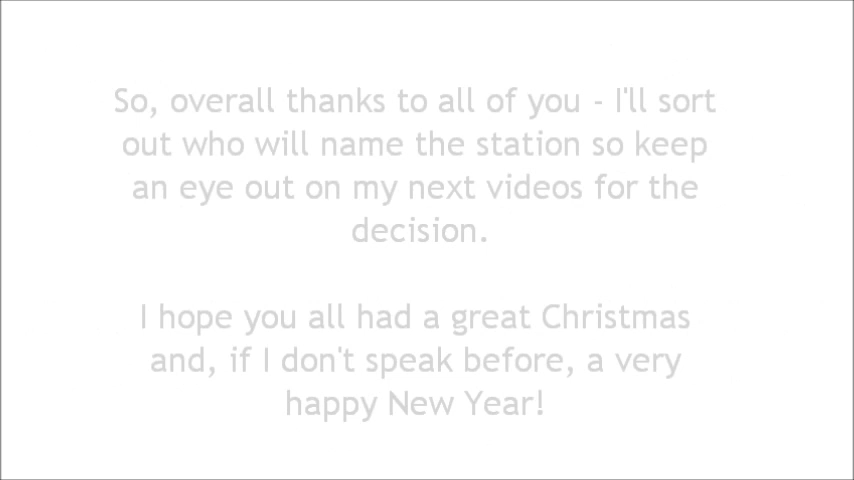 So, overall thanks to all of you - I'll sort
out who will name the station so keep
an eye out on my next videos for the
decision.
I hope you all had a great Christmas
and, if I don't speak before, a very
happy New Year!